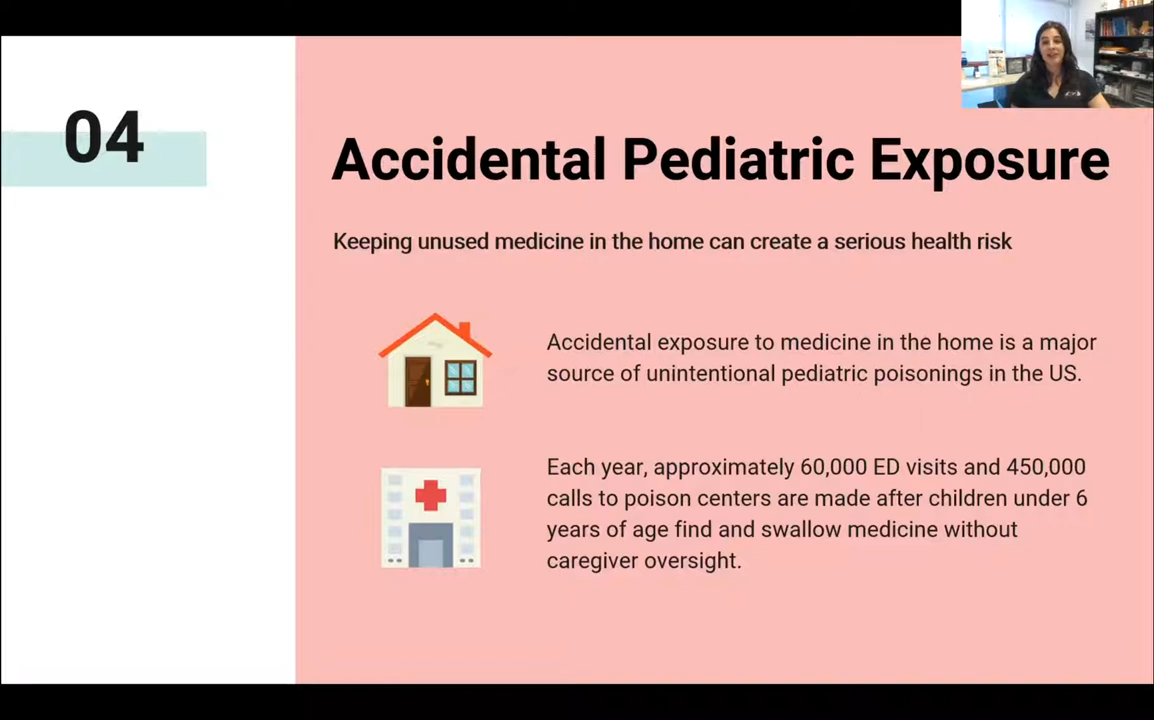 04
Accidental Pediatric Exposure
Keeping unused medicine in the home can create a serious health risk
Accidental exposure to medicine in the home is a major
source of unintentional pediatric poisonings in the US.
Each year, approximately 60,000 ED visits and 450,000
calls to poison centers are made after children under 6
years of age find and swallow medicine without
caregiver oversight.